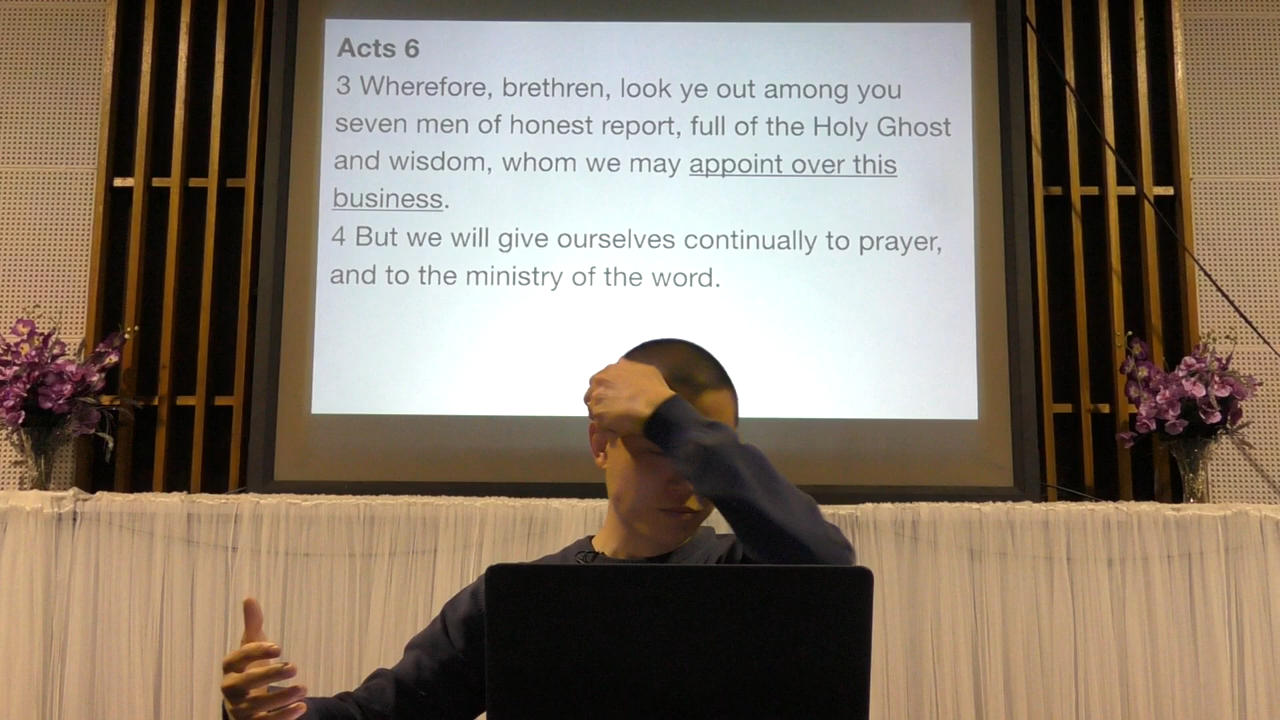 Acts 6
3 Wherefore, brethren, look ye out among you
seven men of honest report, full of the Holy Ghost
and wisdom, whom we may appoint over this
business.
4 But we will give ourselves continually to prayer,
and to the ministry of the word.